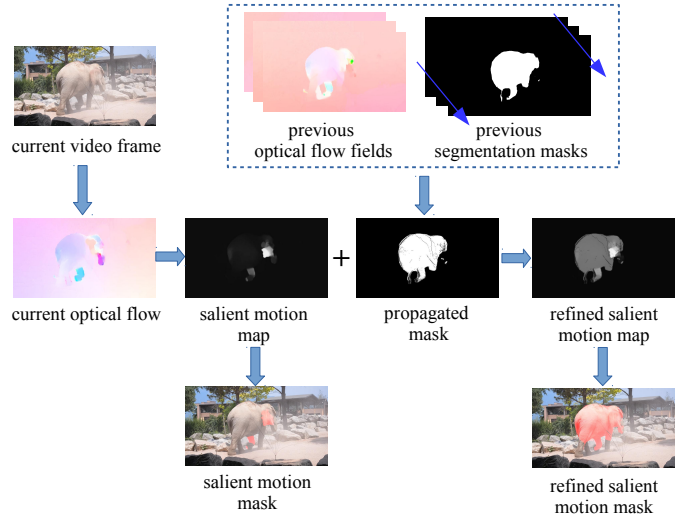 previous
optical flow fields
previous
segmentation masks
current video frame
current optical flow
salient motion
map
+
propagated
mask
refined salient
motion map
salient motion
mask
refined salient
motion mask